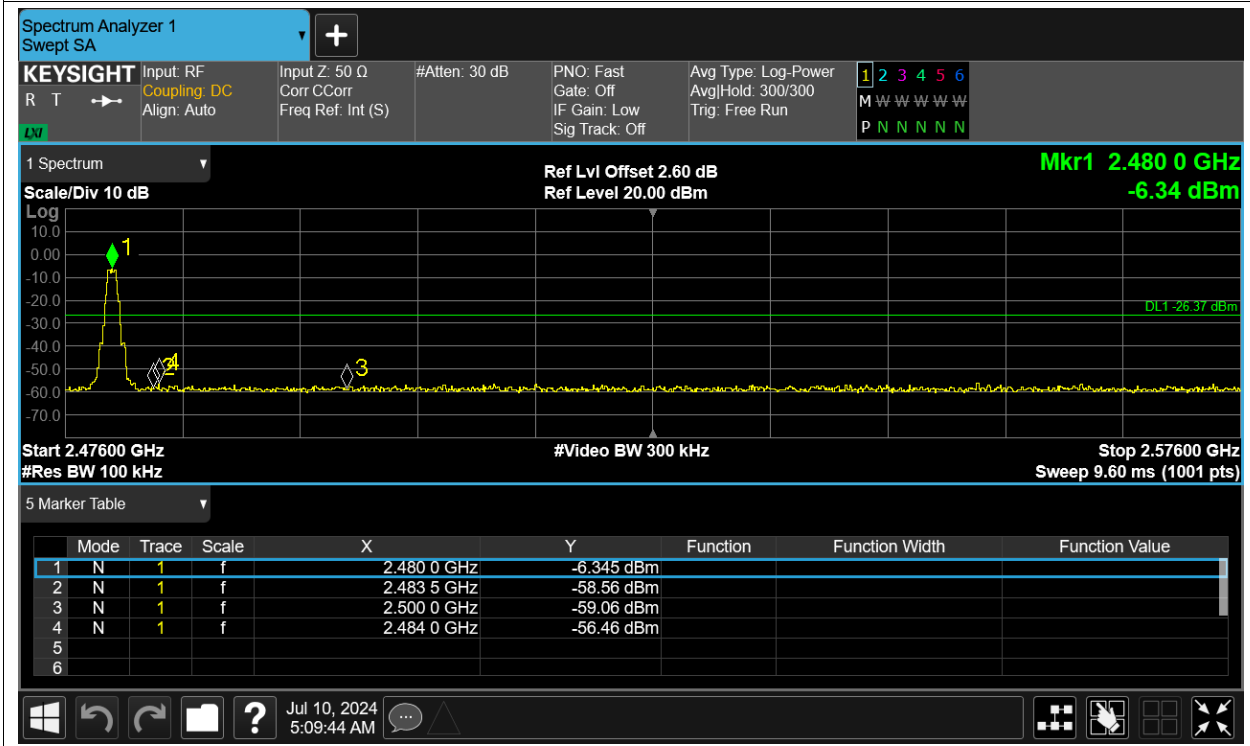 Spectrum Analyzer 1
Swept SA
KEYSIGHT Input: RF Input Z: 50 Ω #Atten: 30 dB PNO: Fast Avg Type: Log-Power 1 2 3 4 5 6
R T Coupling: DC Corr CCorr Gate: Off Avg|Hold: 300/300 M W W W W W
Align: Auto Freq Ref: Int (S) IF Gain: Low Trig: Free Run
LXI Sig Track: Off P N N N N N
1 Spectrum Ref Lvl Offset 2.60 dB Mkr1 2.480 0 GHz
Scale/Div 10 dB Ref Level 20.00 dBm -6.34 dBm
Log
10.0
0.00 1
-10.0
-20.0 DL1 -26.37 dBm
-30.0
-40.0
-50.0 2 4 3
-60.0
-70.0
Start 2.47600 GHz #Video BW 300 kHz Stop 2.57600 GHz
#Res BW 100 kHz Sweep 9.60 ms (1001 pts)
5 Marker Table
Mode Trace Scale X Y Function Function Width Function Value
1 N 1 f 2.480 0 GHz -6.345 dBm
2 N 1 f 2.483 5 GHz -58.56 dBm
3 N 1 f 2.500 0 GHz -59.06 dBm
4 N 1 f 2.484 0 GHz -56.46 dBm
5
6
? Jul 10, 2024
5:09:44 AM